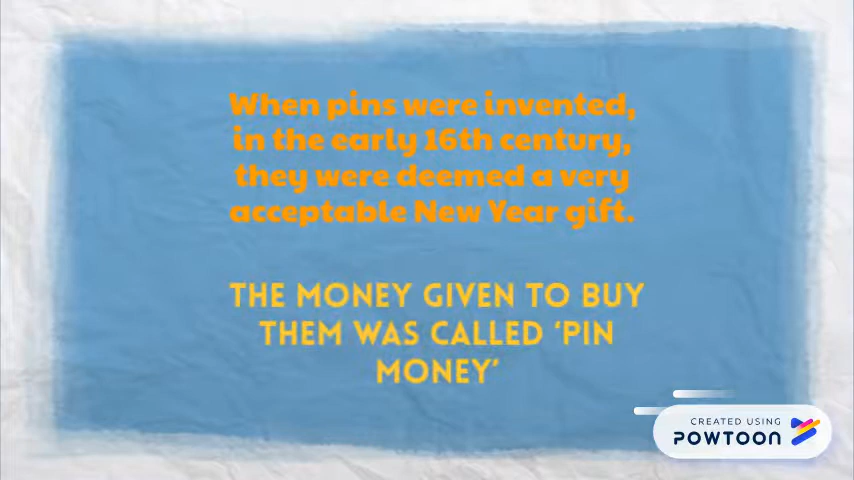 When pins were invented,
in the early 16th century,
they were deemed a very
acceptable New Year gift.
THE MONEY GIVEN TO BUY
THEM WAS CALLED ‘PIN
MONEY’
CREATED USING
POWTOON